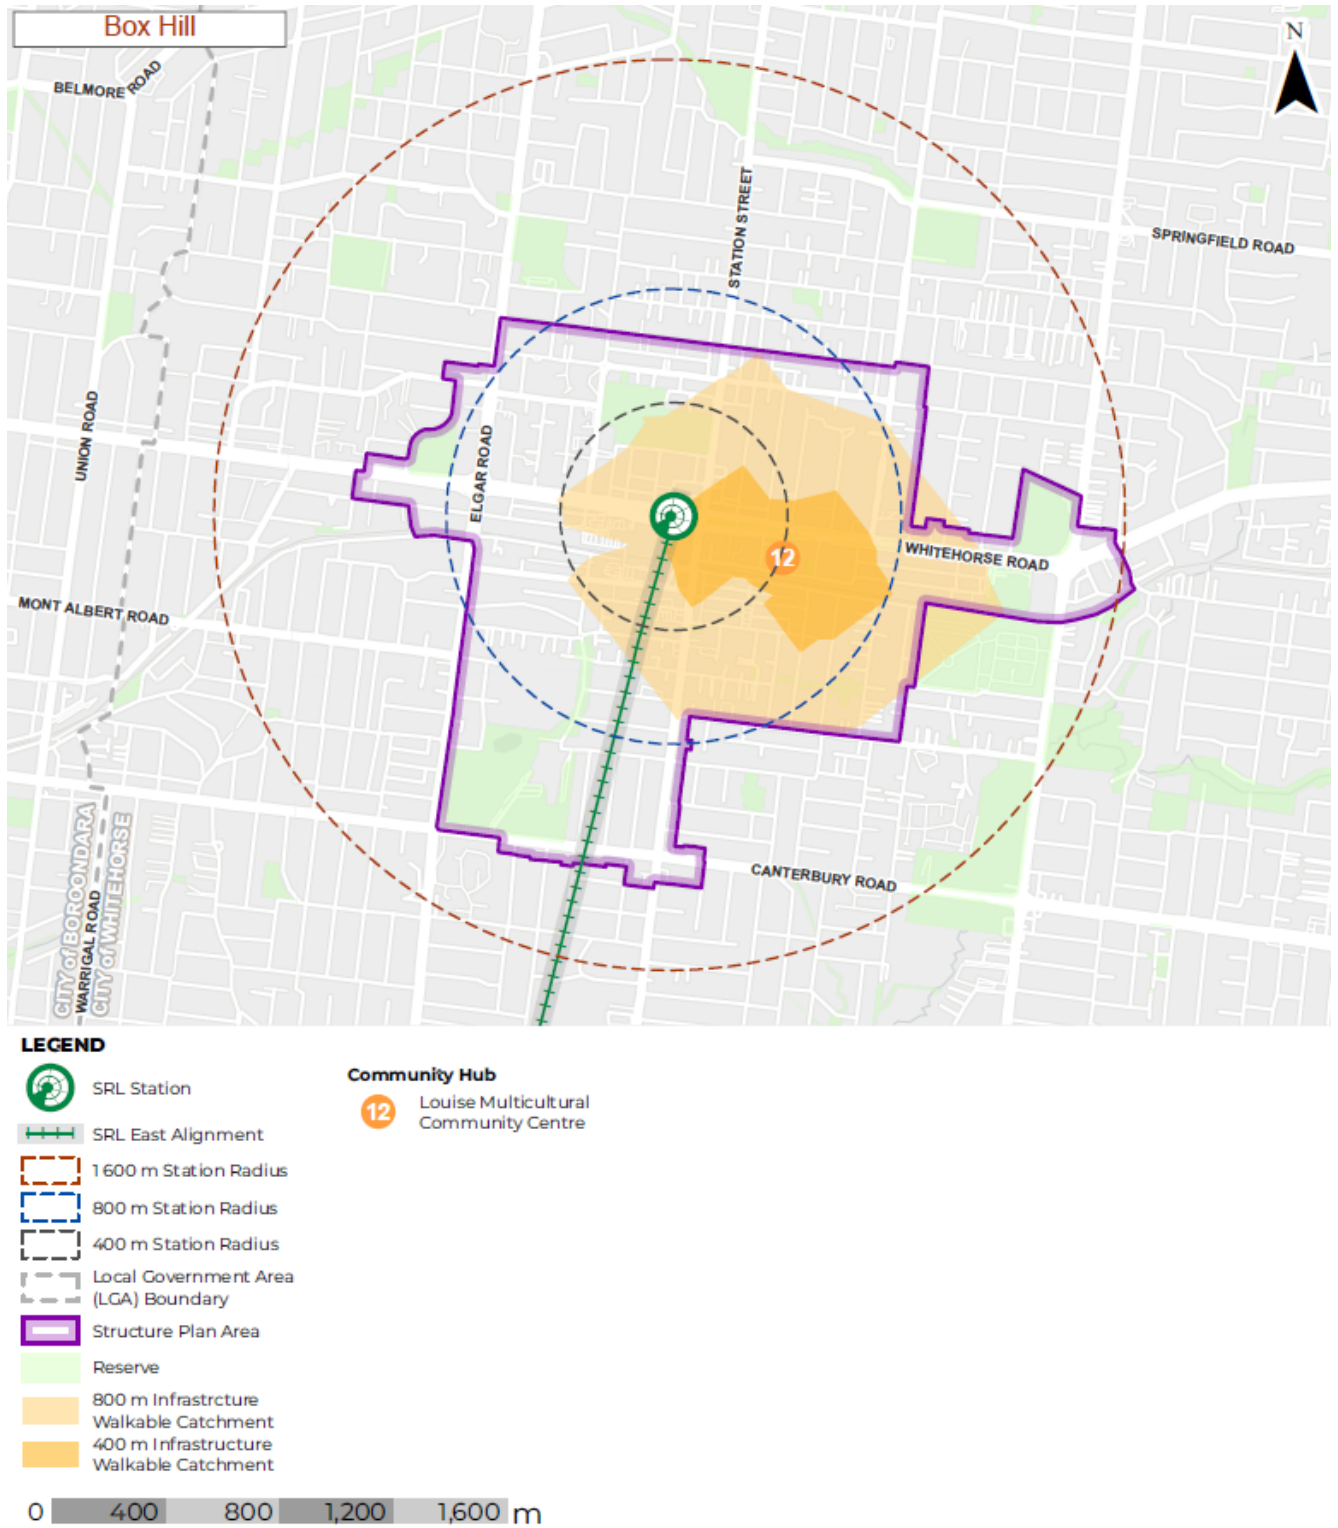 Box Hill
N
BELMORE ROAD
STATION STREET
SPRINGFIELD ROAD
UNION ROAD
ELGAR ROAD
12
WHITEHORSE ROAD
MONT ALBERT ROAD
CANTERBURY ROAD
CITY of BOROONDARA
WARRIGAL ROAD
CITY of WHITEHORSE
LEGEND
SRL Station
SRL East Alignment
1600 m Station Radius
800 m Station Radius
400 m Station Radius
Local Government Area
(LGA) Boundary
Structure Plan Area
Reserve
800 m Infrastrcture
Walkable Catchment
400 m Infrastructure
Walkable Catchment
Community Hub
12 Louise Multicultural
Community Centre
0 400 800 1,200 1,600 m